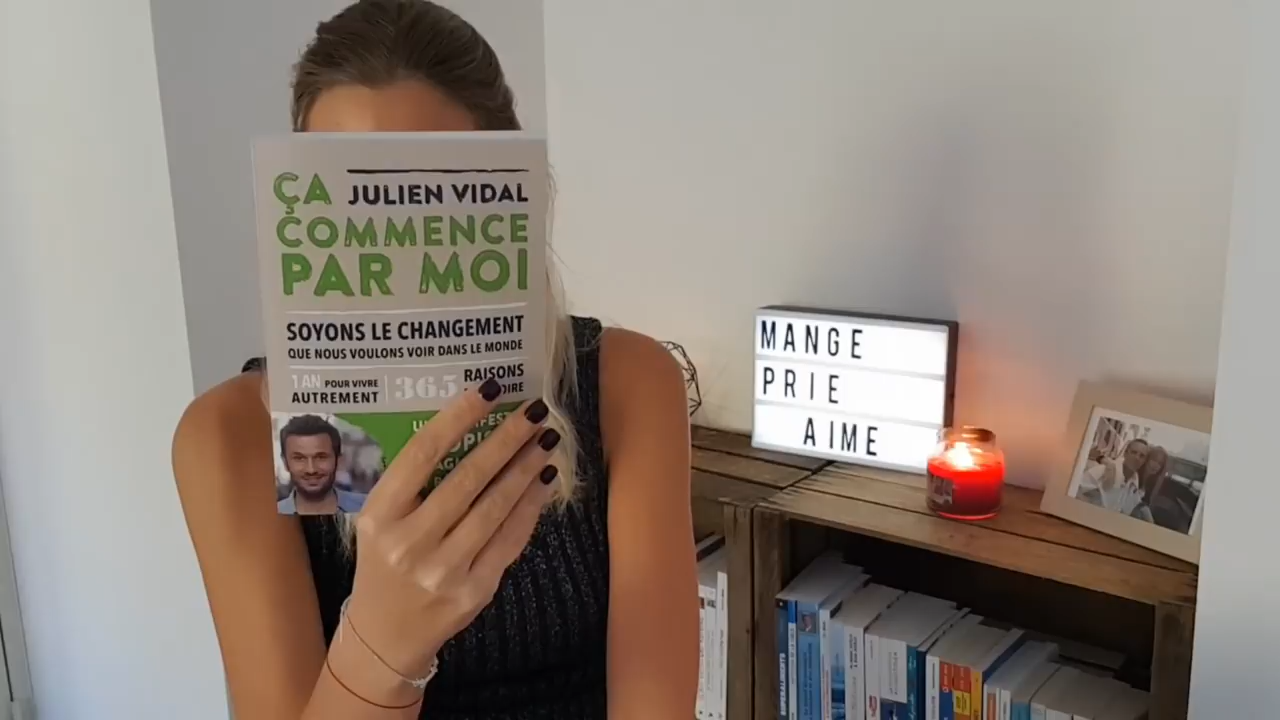 ÇA JULIEN VIDAL
COMMENCE
PAR MOI
SOYONS LE CHANGEMENT
QUE NOUS VOULONS VOIR DANS LE MONDE
1 AN POUR VIVRE
AUTREMENT
365 RAISONS
MANGE
PRIE
AIME